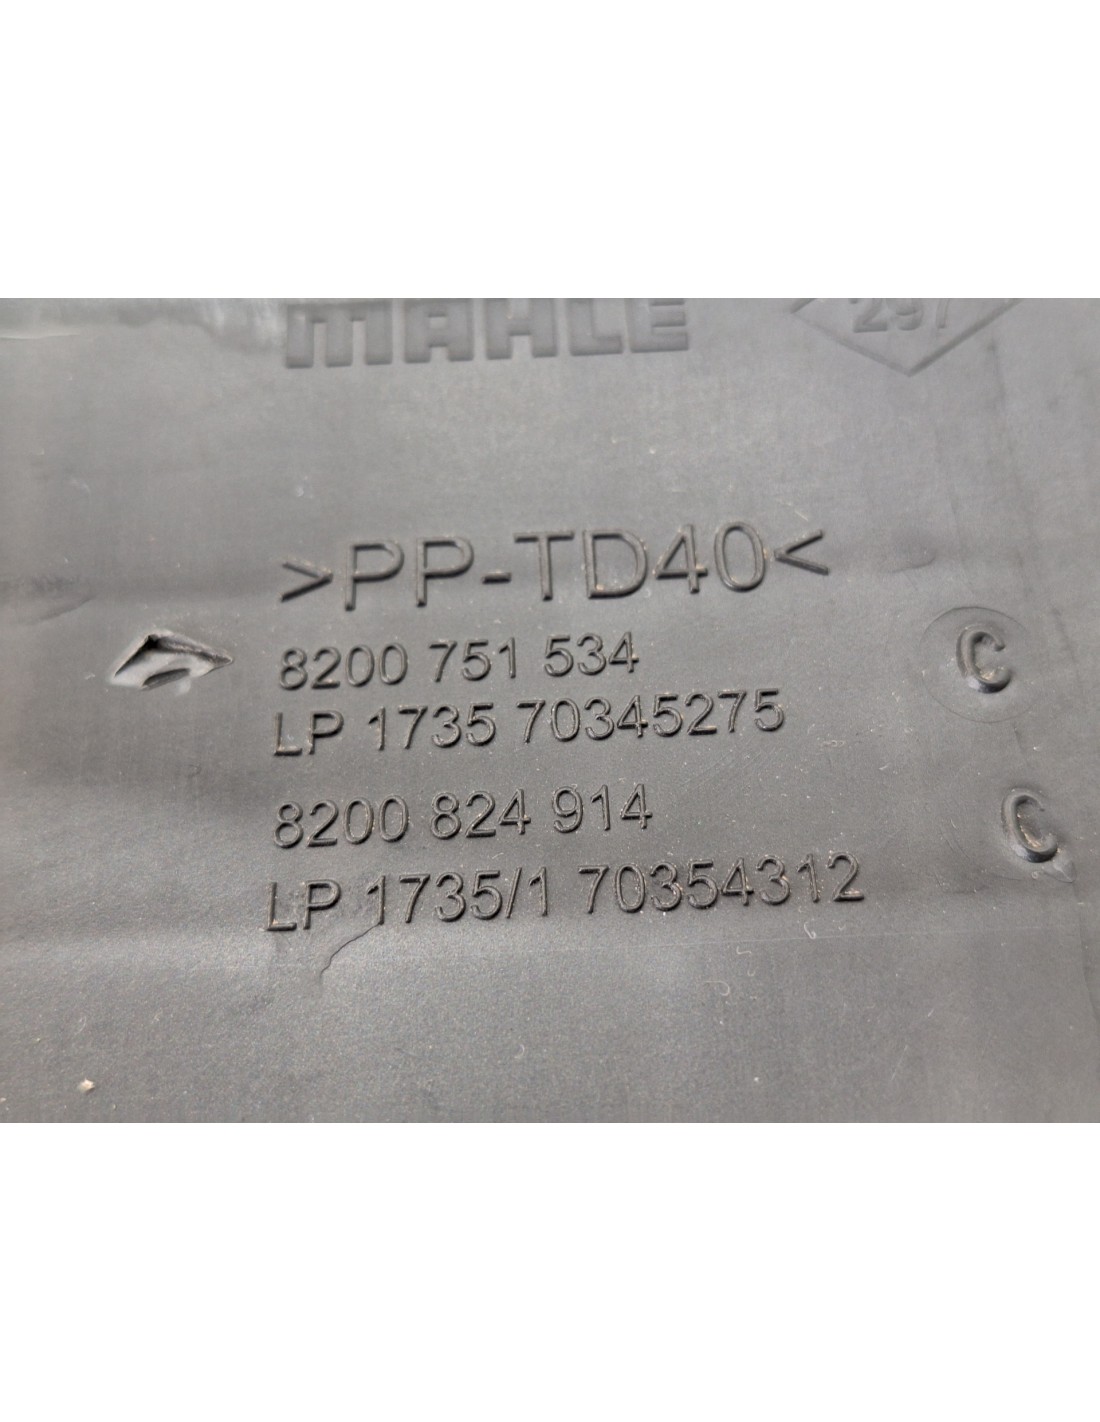 MAHLE
>PP-TD40<
8200 751 534
C
LP 1735 70345275
8200 824 914
C
LP 1735/1 70354312